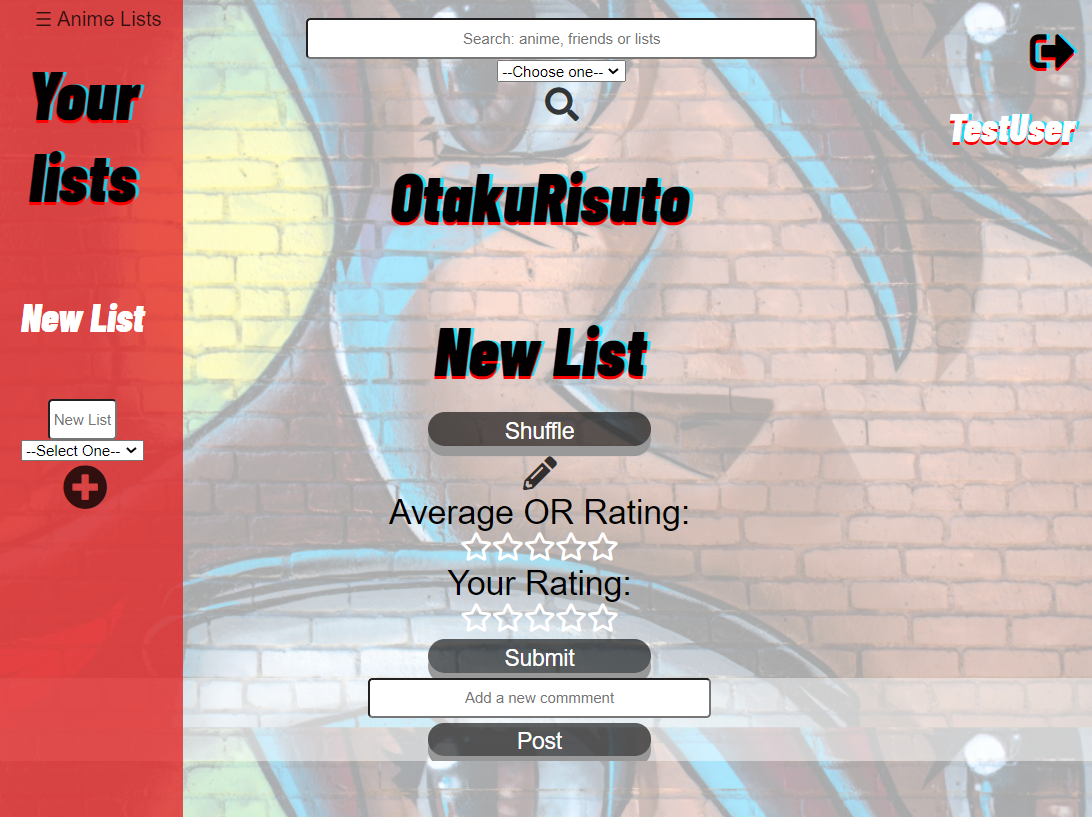 ☰ Anime Lists
Your
lists
New List
New List
--Select One--
Search: anime, friends or lists
--Choose one--
TestUser
OtakuRisuto
New List
Shuffle
Average OR Rating:
Your Rating:
Submit
Add a new commment
Post